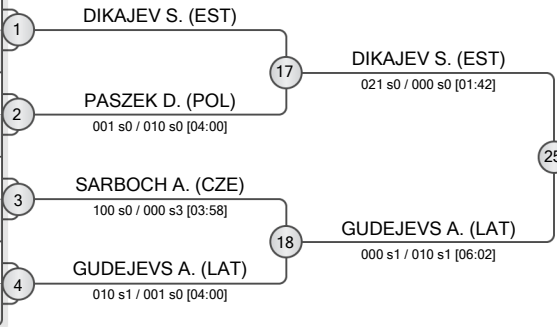 1
DIKAJEV S. (EST)
17
DIKAJEV S. (EST)
021 s0 / 000 s0 [01:42]
2
PASZEK D. (POL)
001 s0 / 010 s0 [04:00]
25
3
SARBOCH A. (CZE)
100 s0 / 000 s3 [03:58]
18
GUDEJEVS A. (LAT)
000 s1 / 010 s1 [06:02]
4
GUDEJEVS A. (LAT)
010 s1 / 001 s0 [04:00]